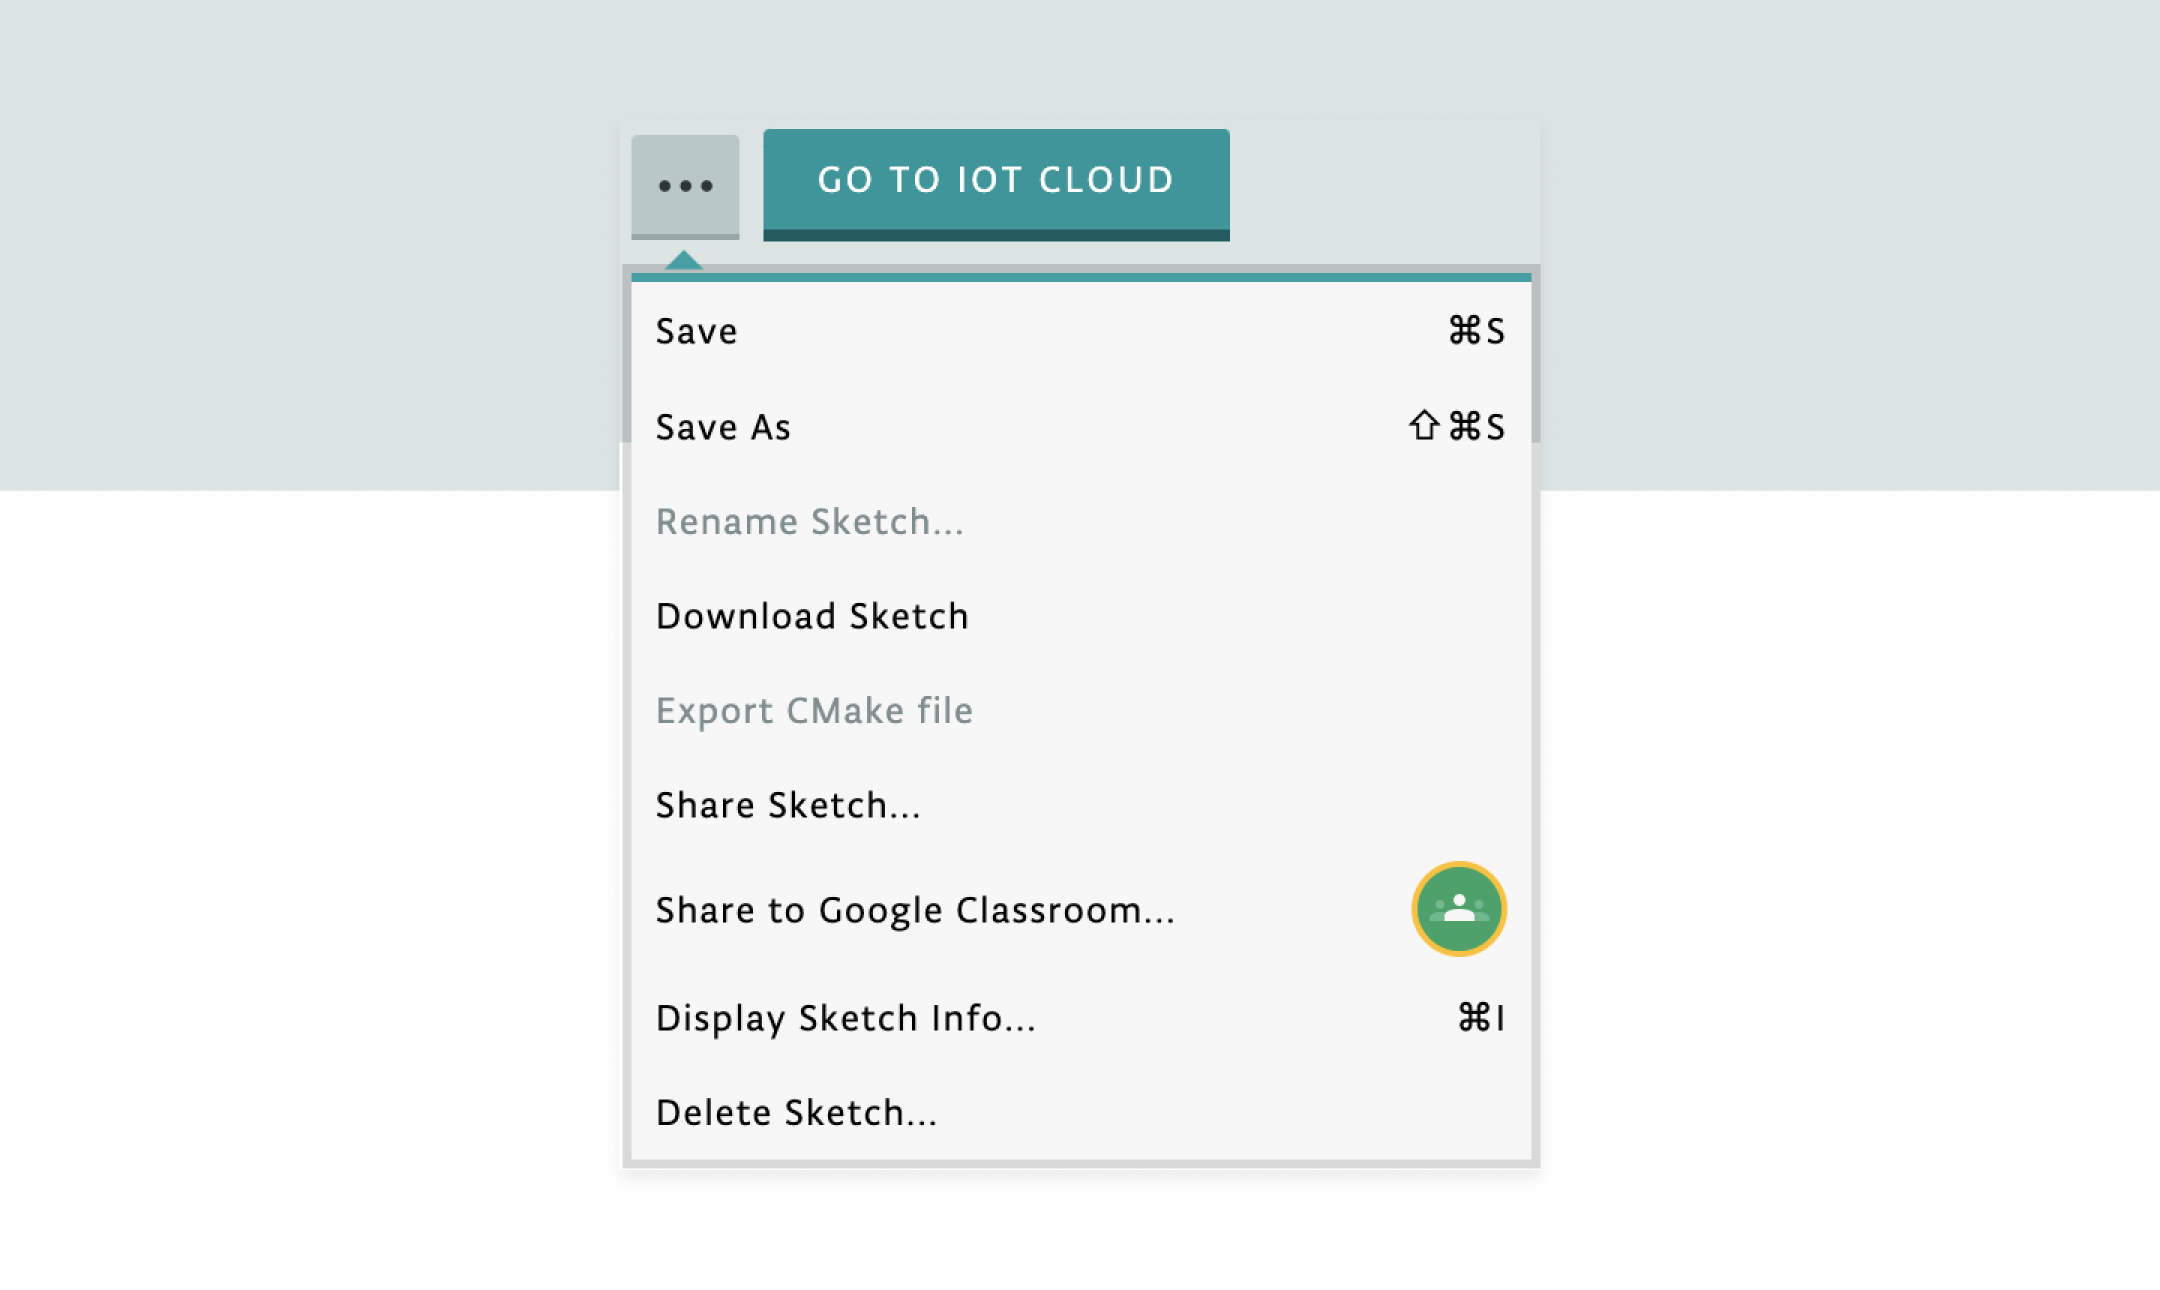 GO TO IOT CLOUD
Save ⌘S
Save As ⇧⌘S
Rename Sketch...
Download Sketch
Export CMake file
Share Sketch...
Share to Google Classroom...
Display Sketch Info... ⌘I
Delete Sketch...